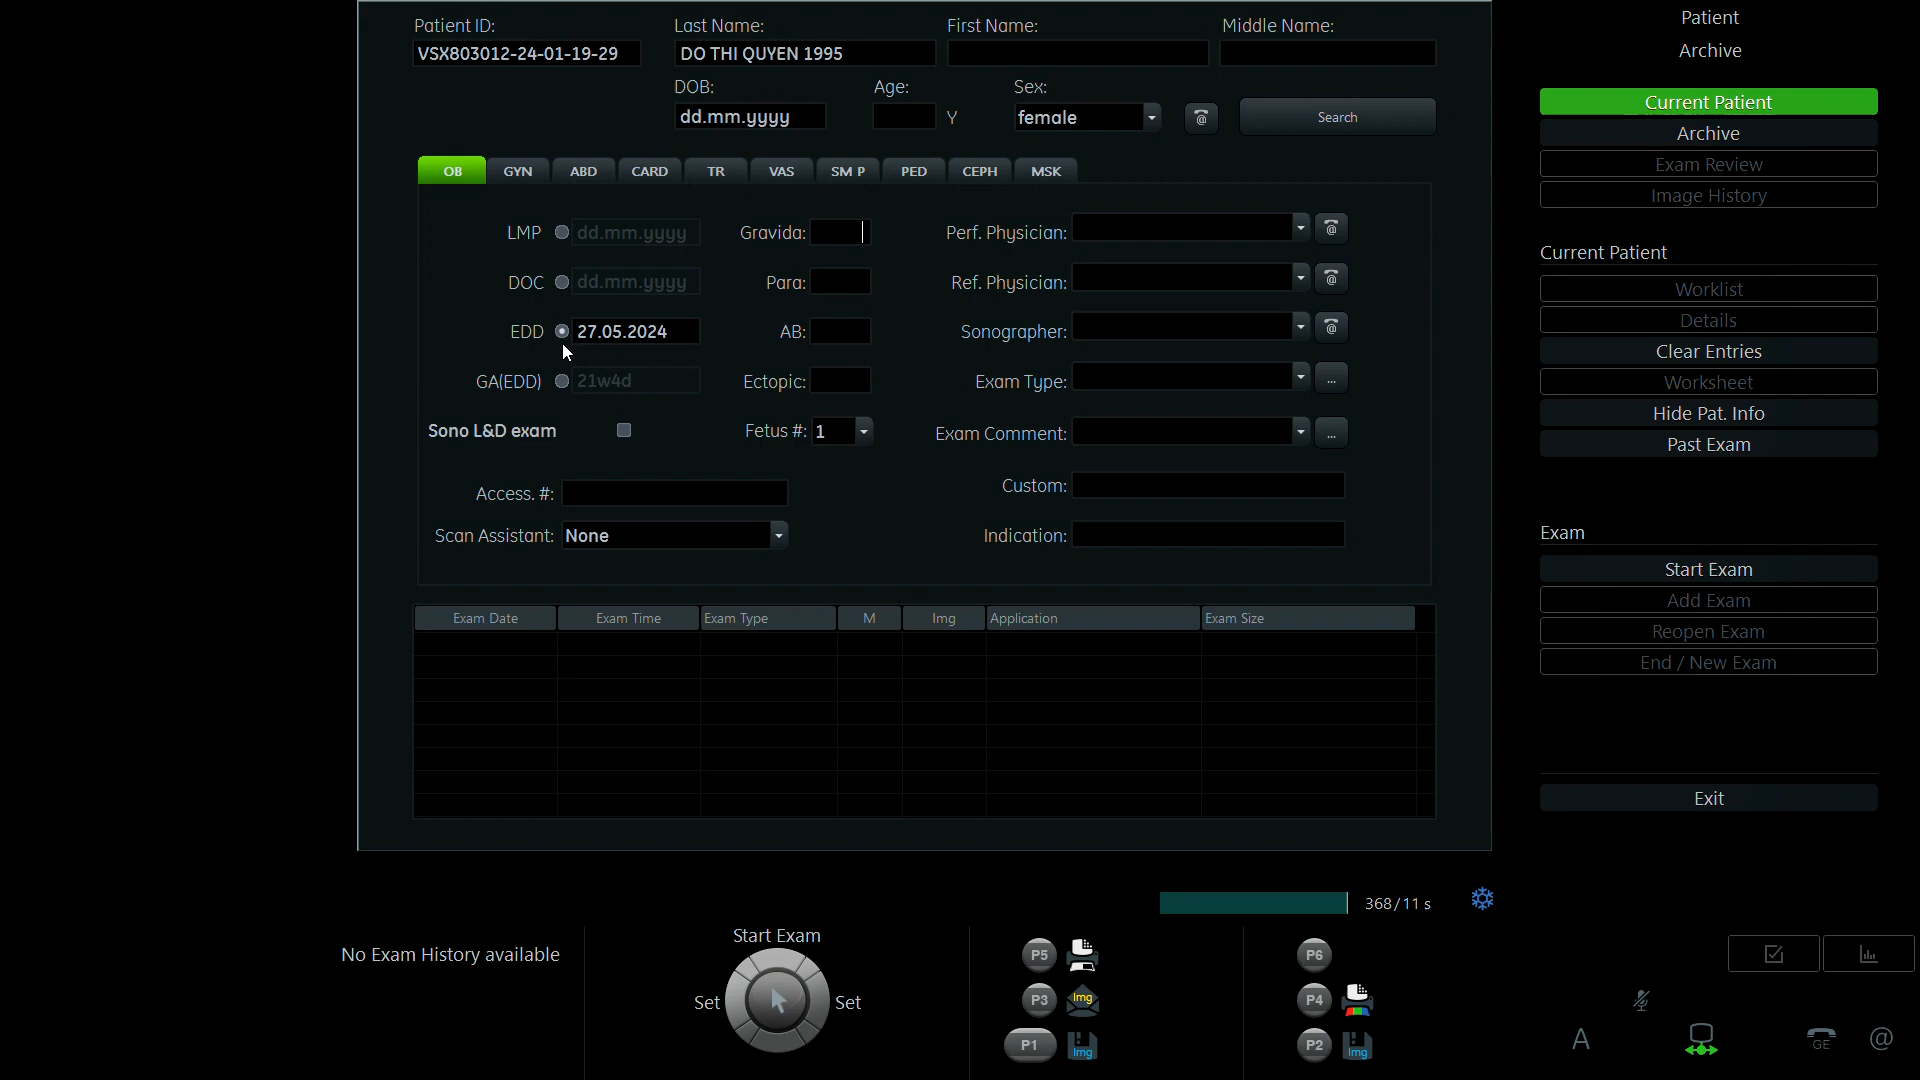 Patient ID: Last Name: First Name: Middle Name:
VSX803012-24-01-19-29 DO THI QUYEN 1995
DOB: Age: Sex:
dd.mm.yyyy Y female @ Search
OB GYN ABD CARD TR VAS SM P PED CEPH MSK
LMP dd.mm.yyyy Gravida: Perf. Physician: @
DOC dd.mm.yyyy Para: Ref. Physician: @
EDD 27.05.2024 AB: Sonographer: @
GA(EDD) 21w4d Ectopic: Exam Type: ...
Sono L&D exam Fetus #: 1 Exam Comment: ...
Access. #: Custom:
Scan Assistant: None Indication:
Exam Date Exam Time Exam Type M Img Application Exam Size
Patient
Archive
Current Patient
Archive
Exam Review
Image History
Current Patient
Worklist
Details
Clear Entries
Worksheet
Hide Pat. Info
Past Exam
Exam
Start Exam
Add Exam
Reopen Exam
End / New Exam
Exit
368/11 s
No Exam History available
Start Exam
Set Set
P5 P6
P3 Img P4
P1 Img P2 Img
A GE @